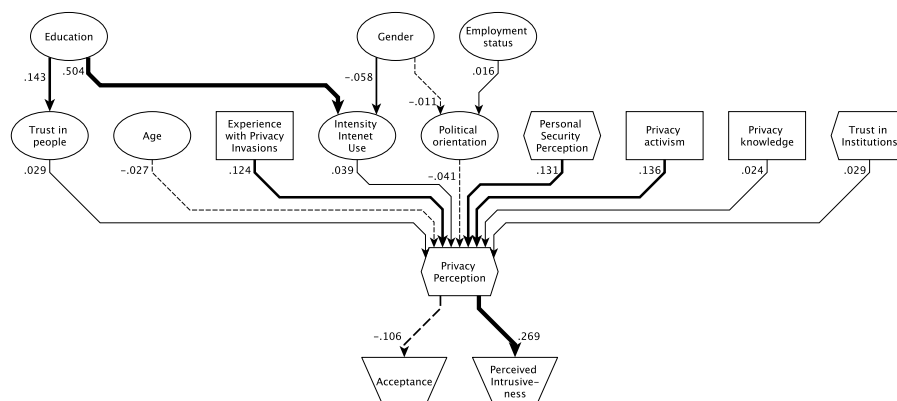 Education
Gender
Employment
status
.143
.504
-.058
-.011
.016
Trust in
people
Age
Experience
with Privacy
Invasions
Intensity
Intenet
Use
Political
orientation
Personal
Security
Perception
Privacy
activism
Privacy
knowledge
Trust in
Institutions
.029
-.027
.124
.039
-.041
.131
.136
.024
.029
Privacy
Perception
-.106
.269
Acceptance
Perceived
Intrusive-
ness